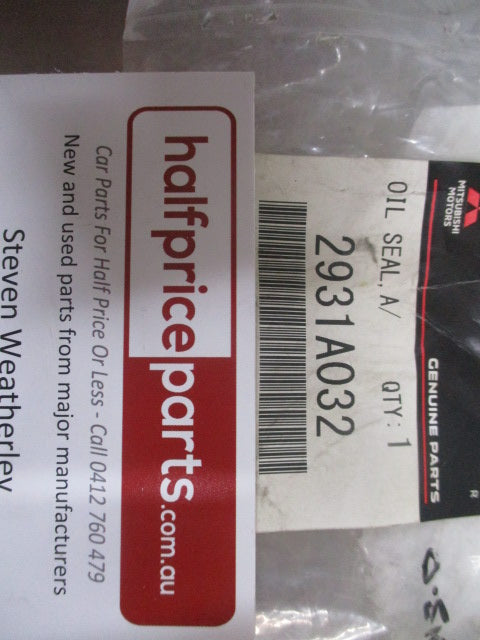 MITSUBISHI
MOTORS
GENUINE PARTS
R
OIL SEAL,A/ QTY: 1
2931A032
halfpriceparts.com.au
Car Parts For Half Price Or Less - Call 0412 760 479
New and used parts from major manufacturers
Steven Weatherley